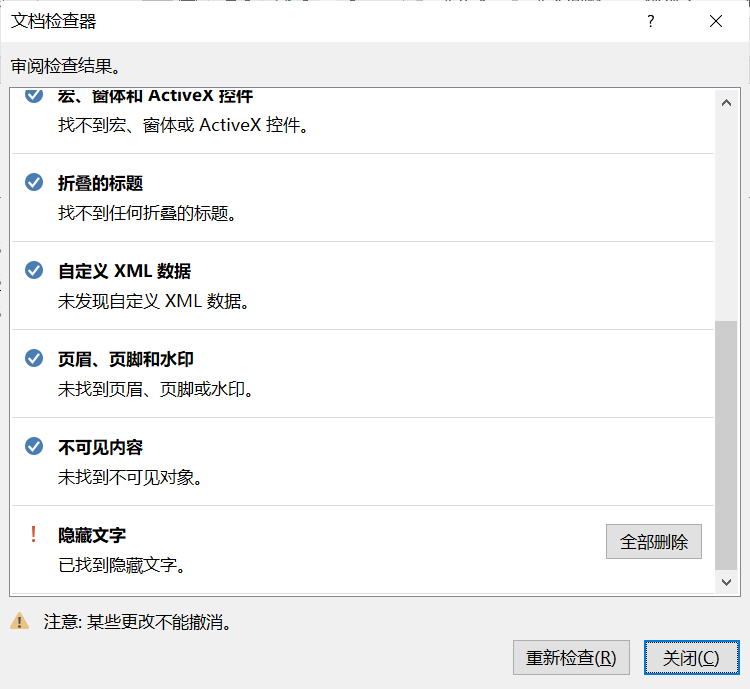 文档检查器
?
审阅检查结果。
宏、窗体和 ActiveX 控件
找不到宏、窗体或 ActiveX 控件。
折叠的标题
找不到任何折叠的标题。
自定义 XML 数据
未发现自定义 XML 数据。
页眉、页脚和水印
未找到页眉、页脚或水印。
不可见内容
未找到不可见对象。
! 隐藏文字
全部删除
已找到隐藏文字。
注意: 某些更改不能撤消。
重新检查(R) 关闭(C)